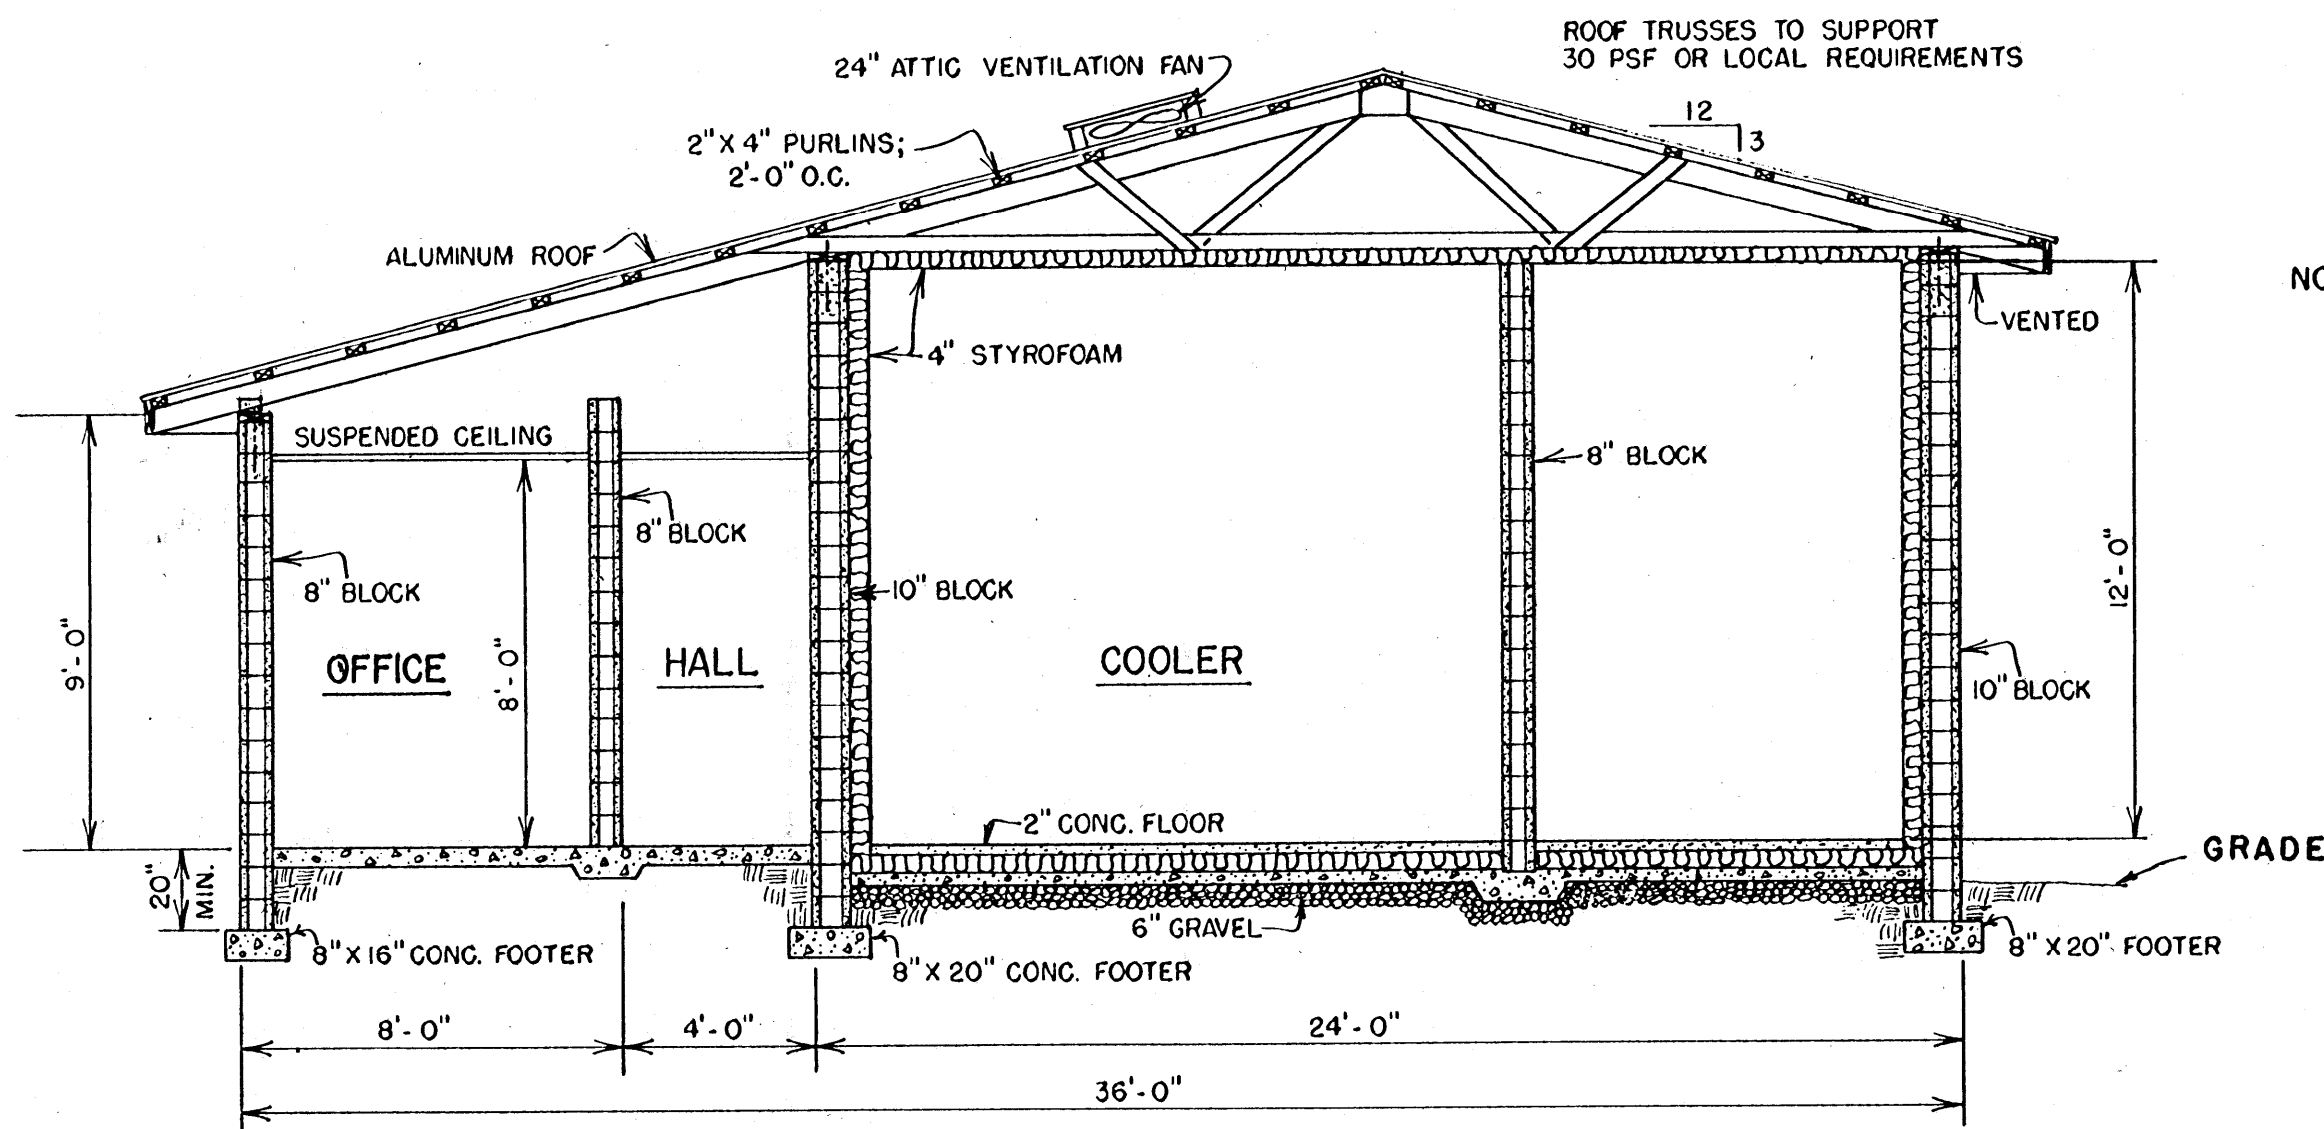 ROOF TRUSSES TO SUPPORT
30 PSF OR LOCAL REQUIREMENTS
24" ATTIC VENTILATION FAN
12
3
2"X 4" PURLINS;
2'-0" O.C.
ALUMINUM ROOF
NO
VENTED
4" STYROFOAM
SUSPENDED CEILING
8" BLOCK
8" BLOCK
8" BLOCK
10" BLOCK
9'-0"
8'-0"
12'-0"
OFFICE
HALL
COOLER
10" BLOCK
2" CONC. FLOOR
GRADE
20"
MIN.
6" GRAVEL
8" X 16" CONC. FOOTER
8" X 20" CONC. FOOTER
8" X 20" FOOTER
8'-0"
4'-0"
24'-0"
36'-0"